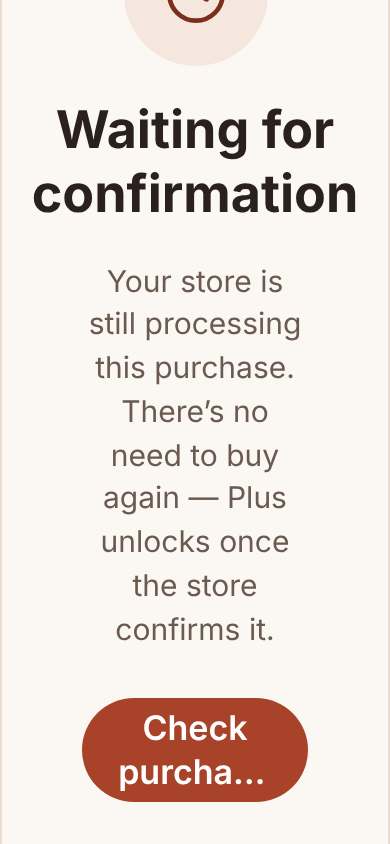 Waiting for
confirmation
Your store is
still processing
this purchase.
There’s no
need to buy
again — Plus
unlocks once
the store
confirms it.
Check
purcha…